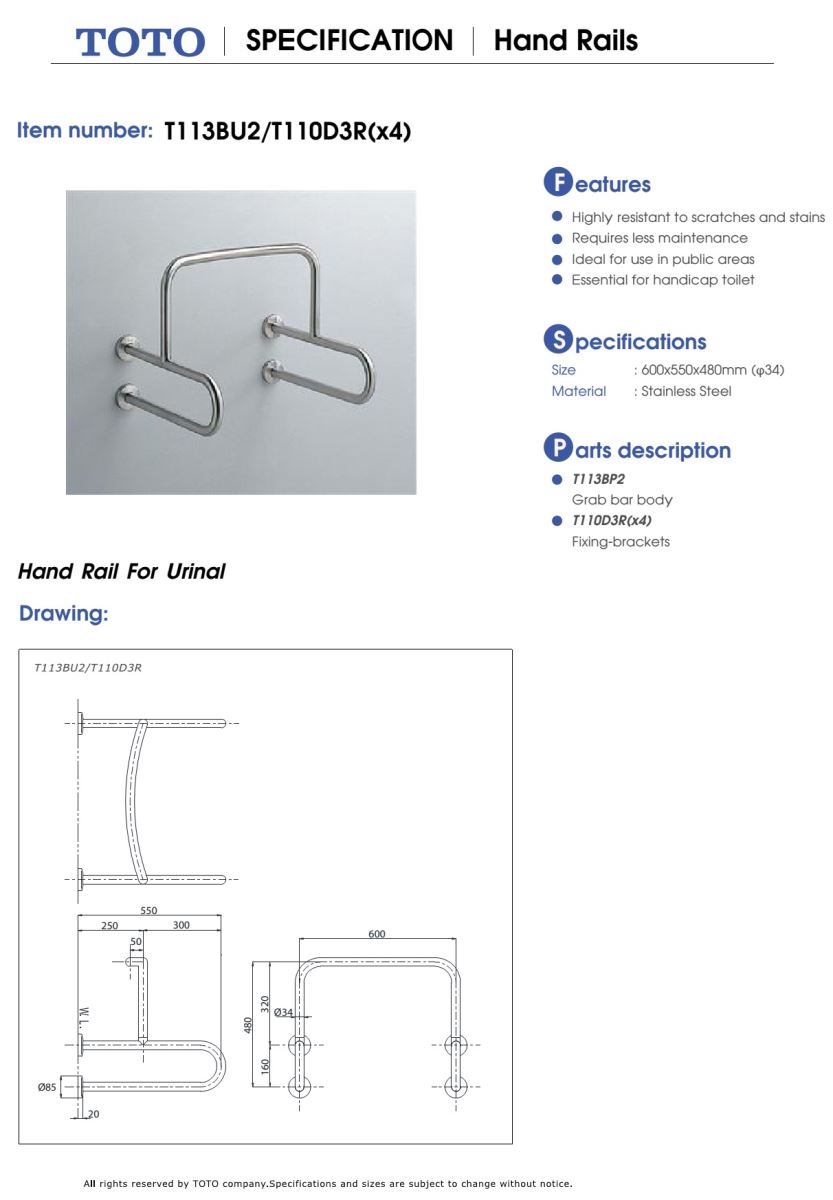 TOTO | SPECIFICATION | Hand Rails
Item number: T113BU2/T110D3R(x4)
Features
Highly resistant to scratches and stains
Requires less maintenance
Ideal for use in public areas
Essential for handicap toilet
Specifications
Size : 600x550x480mm (φ34)
Material : Stainless Steel
Parts description
T113BP2
Grab bar body
T110D3R(x4)
Fixing-brackets
Hand Rail For Urinal
Drawing:
T113BU2/T110D3R
550
250 300
50
W.L.
Ø85
20
600
320
Ø34
480
160
All rights reserved by TOTO company.Specifications and sizes are subject to change without notice.